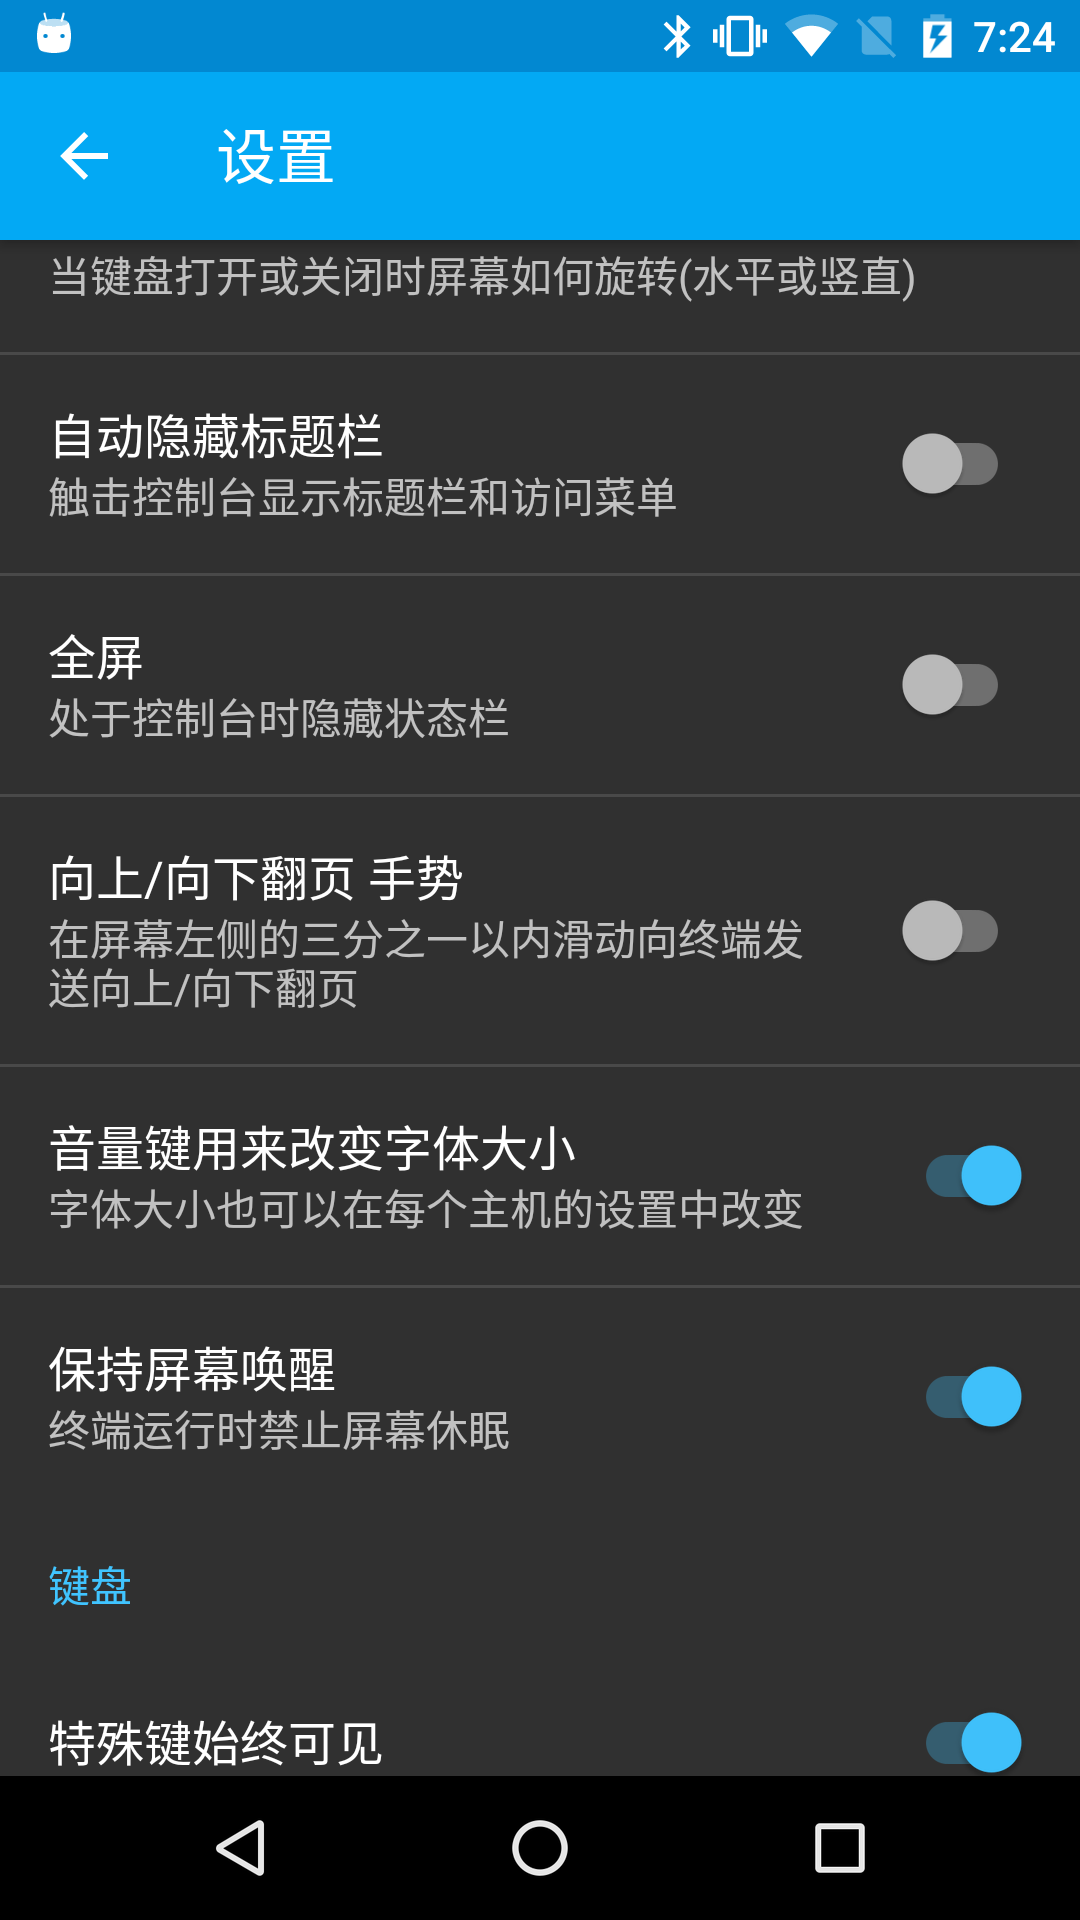 7:24
设置
当键盘打开或关闭时屏幕如何旋转(水平或竖直)
自动隐藏标题栏
触击控制台显示标题栏和访问菜单
全屏
处于控制台时隐藏状态栏
向上/向下翻页 手势
在屏幕左侧的三分之一以内滑动向终端发
送向上/向下翻页
音量键用来改变字体大小
字体大小也可以在每个主机的设置中改变
保持屏幕唤醒
终端运行时禁止屏幕休眠
键盘
特殊键始终可见